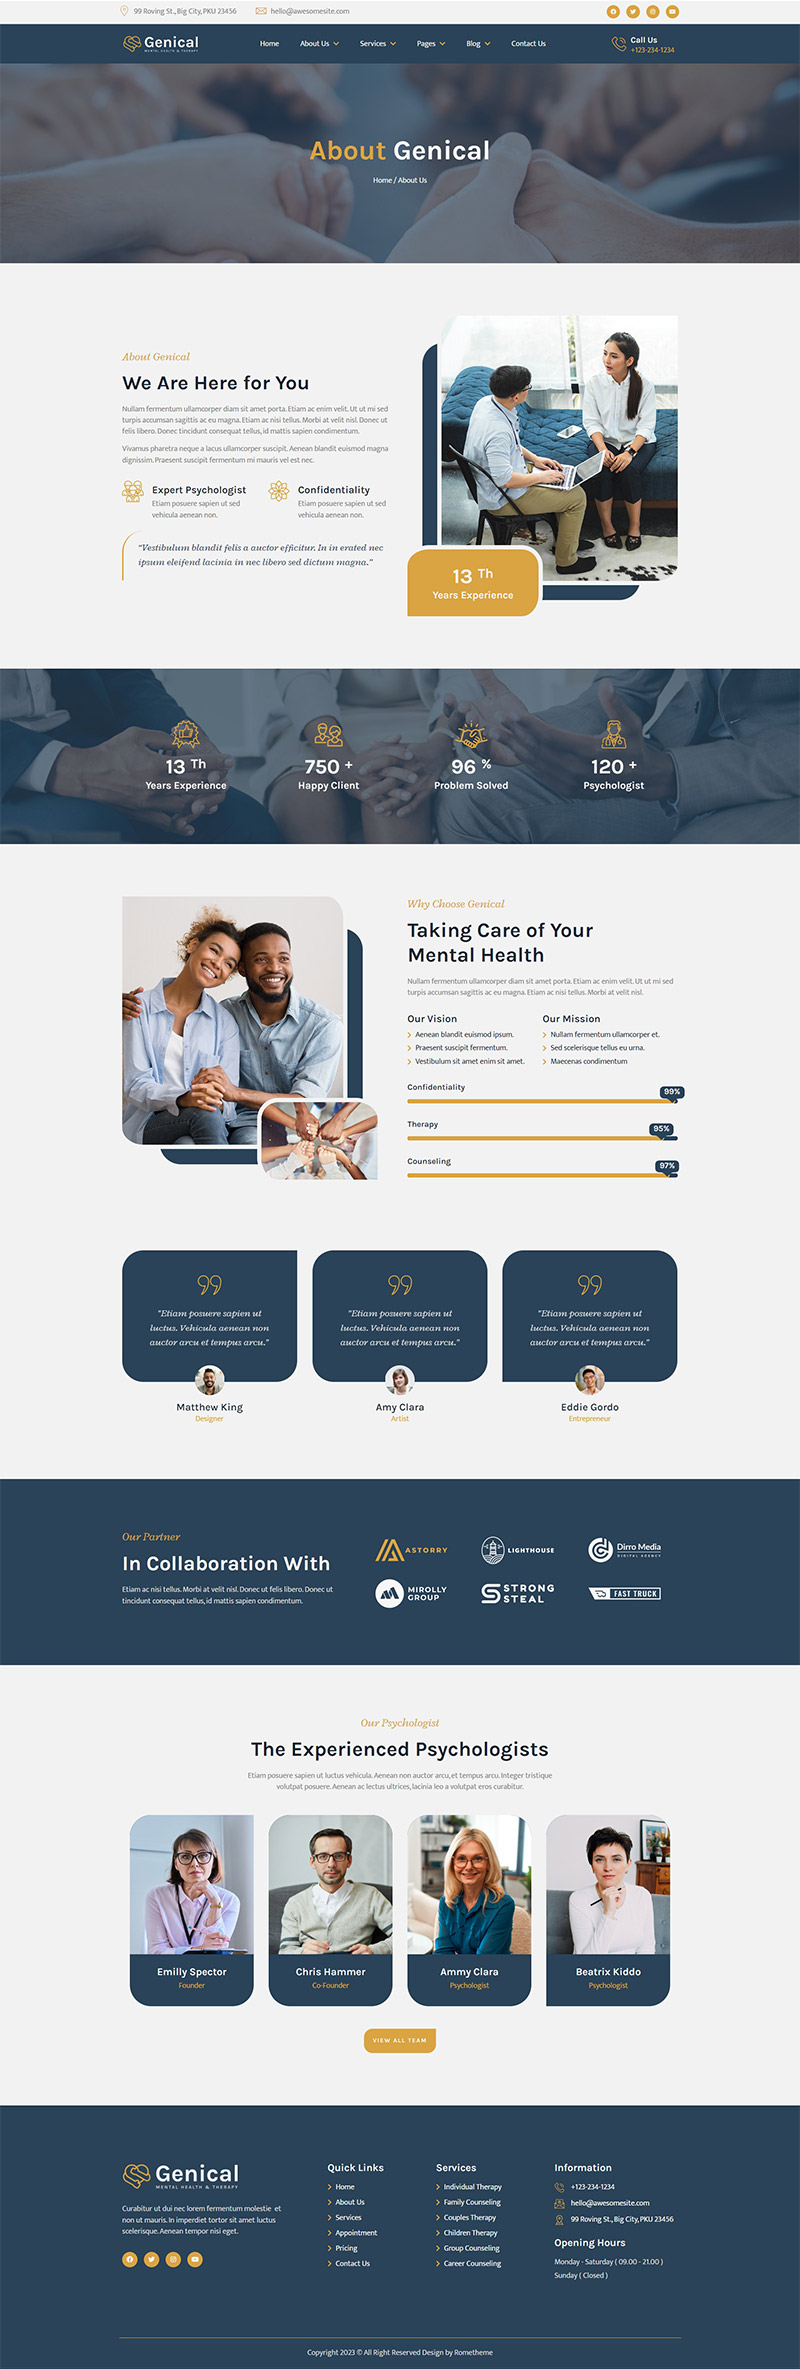 99 Roving St., Big City, PKU 23456
hello@awesomesite.com
Genical
MENTAL HEALTH & THERAPY
Home
About Us
Services
Pages
Blog
Contact Us
Call Us
+123-234-1234
About Genical
Home / About Us
About Genical
We Are Here for You
Nullam fermentum ullamcorper diam sit amet porta. Etiam ac enim velit. Ut ut mi sed
turpis accumsan sagittis ac eu magna. Etiam ac nisi tellus. Morbi at velit nisl. Donec ut
felis libero. Donec tincidunt consequat tellus, id mattis sapien condimentum.
Vivamus pharetra neque a lacus ullamcorper suscipit. Aenean blandit euismod magna
dignissim. Praesent suscipit fermentum mi mauris vel est nec.
Expert Psychologist
Etiam posuere sapien ut sed
vehicula aenean non.
Confidentiality
Etiam posuere sapien ut sed
vehicula aenean non.
"Vestibulum blandit felis a auctor efficitur. In in erated nec
ipsum eleifend lacinia in nec libero sed dictum magna."
13 Th
Years Experience
13 Th
Years Experience
750 +
Happy Client
96 %
Problem Solved
120 +
Psychologist
Why Choose Genical
Taking Care of Your
Mental Health
Nullam fermentum ullamcorper diam sit amet porta. Etiam ac enim velit. Ut ut mi sed
turpis accumsan sagittis ac eu magna. Etiam ac nisi tellus. Morbi at velit nisl.
Our Vision
Aenean blandit euismod ipsum.
Praesent suscipit fermentum.
Vestibulum sit amet enim sit amet.
Our Mission
Nullam fermentum ullamcorper et.
Sed scelerisque tellus eu urna.
Maecenas condimentum
Confidentiality
99%
Therapy
95%
Counseling
97%
"Etiam posuere sapien ut
luctus. Vehicula aenean non
auctor arcu et tempus arcu."
Matthew King
Designer
"Etiam posuere sapien ut
luctus. Vehicula aenean non
auctor arcu et tempus arcu."
Amy Clara
Artist
"Etiam posuere sapien ut
luctus. Vehicula aenean non
auctor arcu et tempus arcu."
Eddie Gordo
Entrepreneur
Our Partner
In Collaboration With
Etiam ac nisi tellus. Morbi at velit nisl. Donec ut felis libero. Donec ut
tincidunt consequat tellus, id mattis sapien condimentum.
ASTORRY
LIGHTHOUSE
Dirro Media
DIGITAL AGENCY
MIROLLY
GROUP
STRONG
STEAL
FAST TRUCK
Our Psychologist
The Experienced Psychologists
Etiam posuere sapien ut luctus vehicula. Aenean non auctor arcu, et tempus arcu. Integer tristique
volutpat posuere. Aenean ac lectus ultrices, lacinia leo a volutpat eros curabitur.
Emilly Spector
Founder
Chris Hammer
Co-Founder
Ammy Clara
Psychologist
Beatrix Kiddo
Psychologist
VIEW ALL TEAM
Genical
MENTAL HEALTH & THERAPY
Curabitur ut dui nec lorem fermentum molestie et
non ut mauris. In imperdiet tortor sit amet luctus
scelerisque. Aenean tempor nisi eget.
Quick Links
Home
About Us
Services
Appointment
Pricing
Contact Us
Services
Individual Therapy
Family Counseling
Couples Therapy
Children Therapy
Group Counseling
Career Counseling
Information
+123-234-1234
hello@awesomesite.com
99 Roving St., Big City, PKU 23456
Opening Hours
Monday - Saturday ( 09.00 - 21.00 )
Sunday ( Closed )
Copyright 2023 © All Right Reserved Design by Rometheme